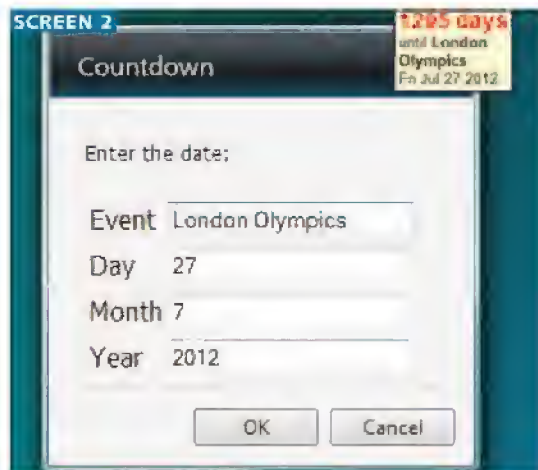 SCREEN 2
1295 days
until London
Olympics
Fri Jul 27 2012
Countdown
Enter the date:
Event London Olympics
Day 27
Month 7
Year 2012
OK Cancel